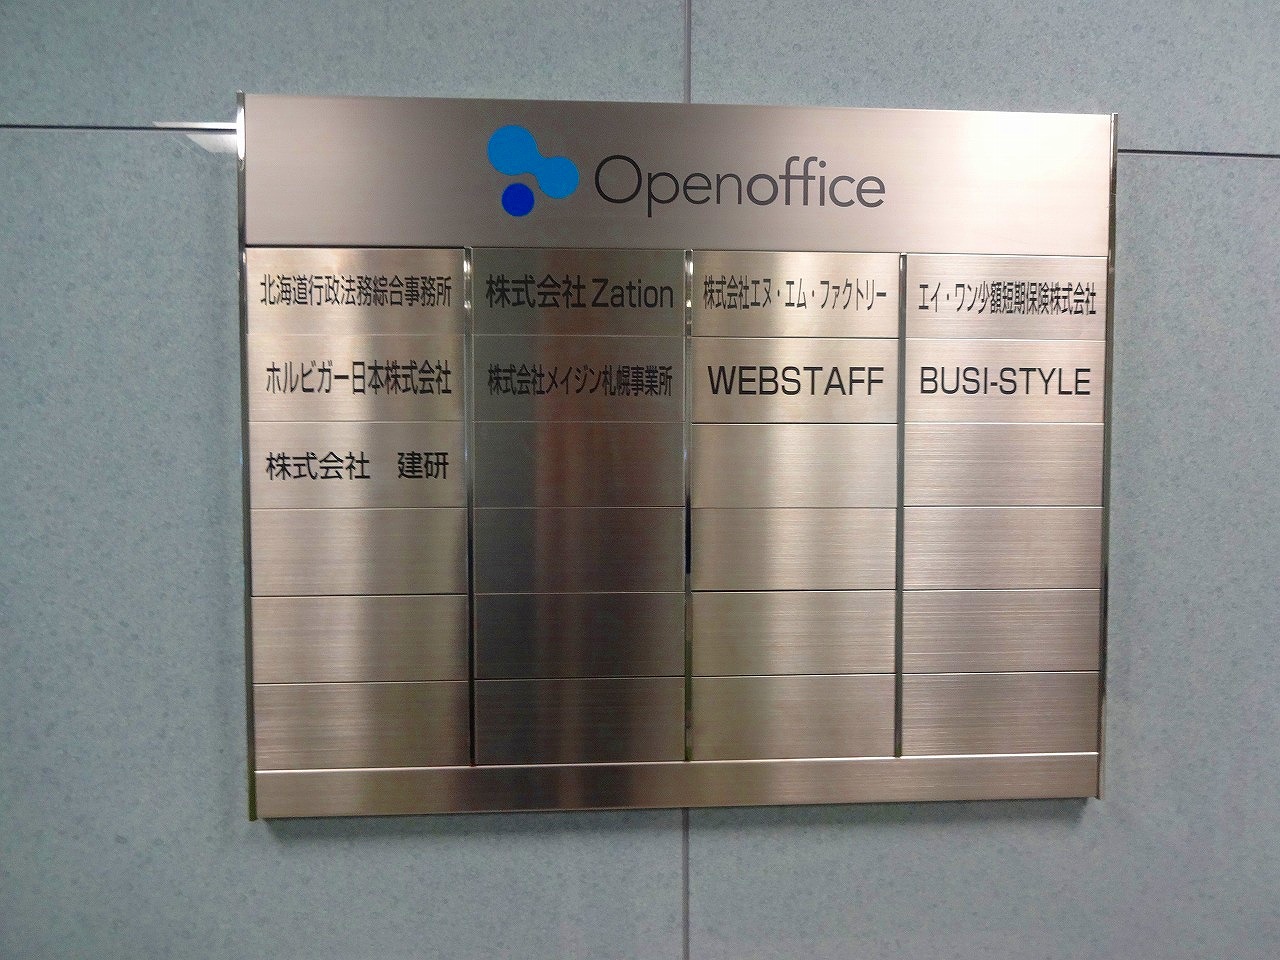 Openoffice
北海道行政法務綜合事務所
株式会社Zation
株式会社エヌ・エム・ファクトリー
エイ・ワン少額短期保険株式会社
ホルビガー日本株式会社
株式会社メイジン札幌事業所
WEBSTAFF
BUSI-STYLE
株式会社　建研